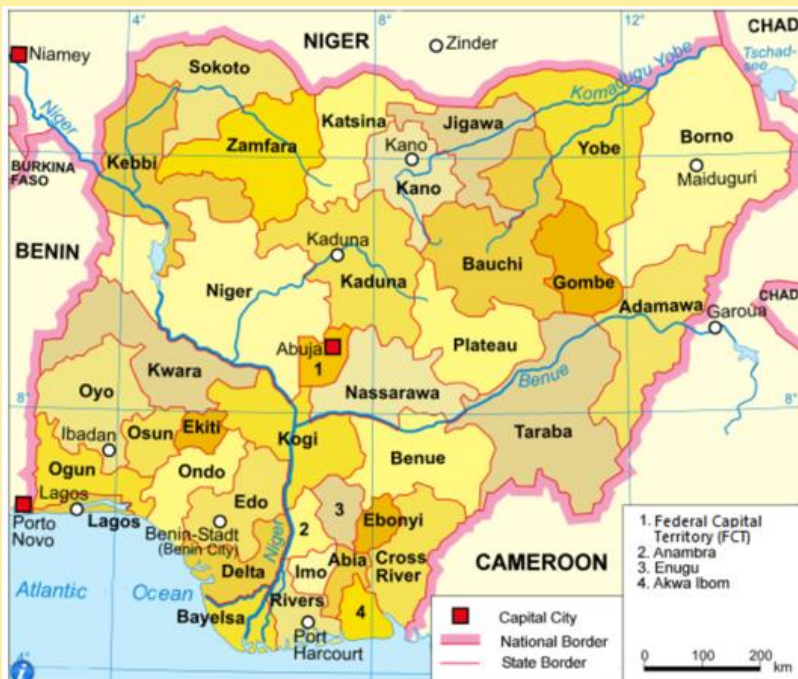 4°
8°
12°
NIGER
CHAD
Niamey
Zinder
Tschad-
see
Sokoto
Komadugu Yobe
Niger
Katsina
Jigawa
Kebbi
Zamfara
Kano
Kano
Yobe
Borno
Maiduguri
BURKINA
FASO
BENIN
Kaduna
Kaduna
Bauchi
Gombe
Niger
Adamawa
CHAD
Garoua
Abuja
1
Plateau
Kwara
Nassarawa
Benue
Oyo
8°
8°
Taraba
Ibadan
Osun
Ekiti
Kogi
Benue
Ogun
Ondo
Lagos
Lagos
Edo
3
Ebonyi
Porto
Novo
Benin-Stadt
(Benin City)
Niger
2
Abia
Cross
River
CAMEROON
Delta
Imo
Atlantic Ocean
Bayelsa
Rivers
4
Port
Harcourt
4°
i
Capital City
National Border
State Border
1. Federal Capital
Territory (FCT)
2. Anambra
3. Enugu
4. Akwa Ibom
0 100 200
km